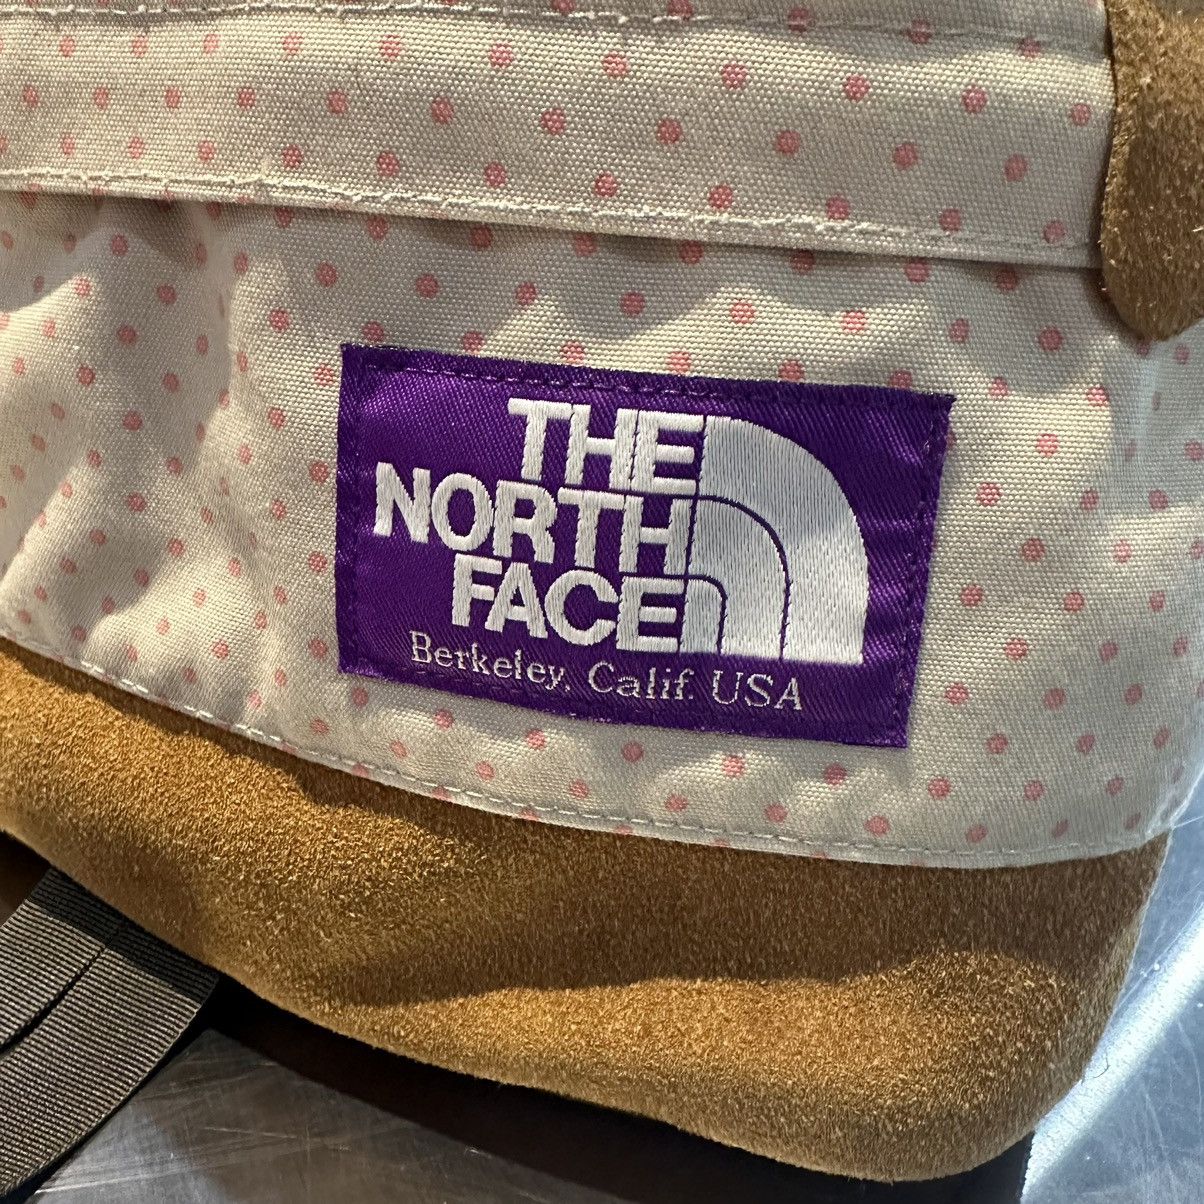 THE
NORTH
FACE
Berkeley, Calif. USA